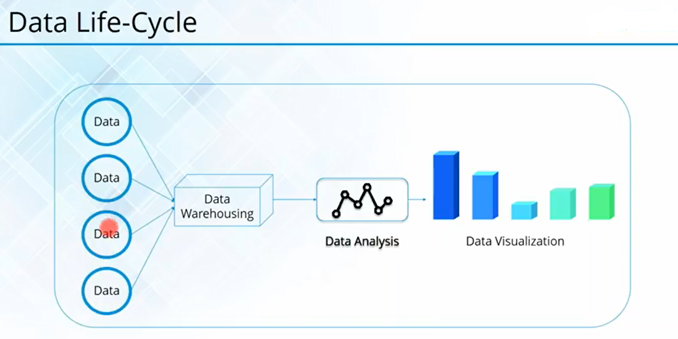 Data Life-Cycle
Data
Data
Data
Data
Data
Warehousing
Data Analysis
Data Visualization